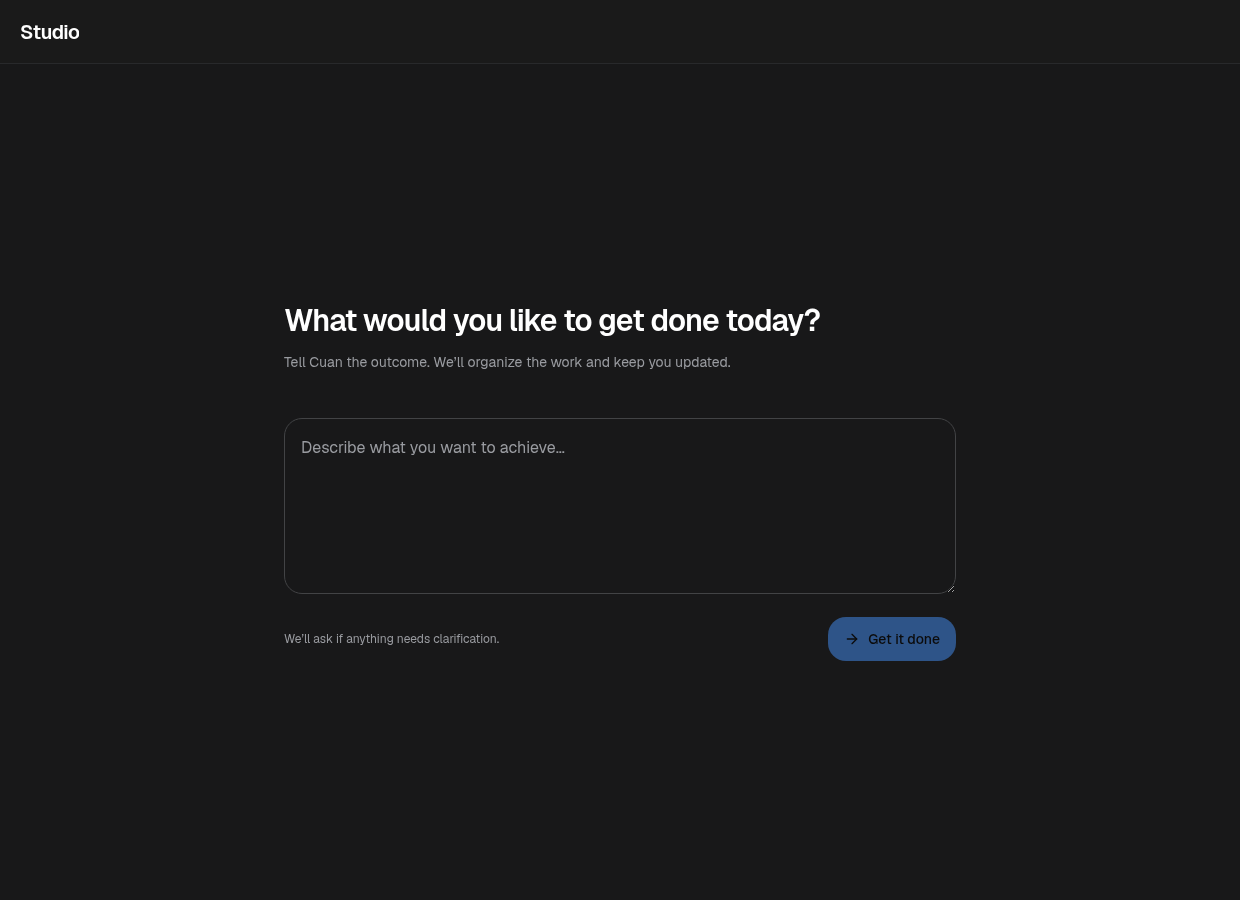 Studio
What would you like to get done today?
Tell Cuan the outcome. We'll organize the work and keep you updated.
Describe what you want to achieve...
We'll ask if anything needs clarification.
Get it done